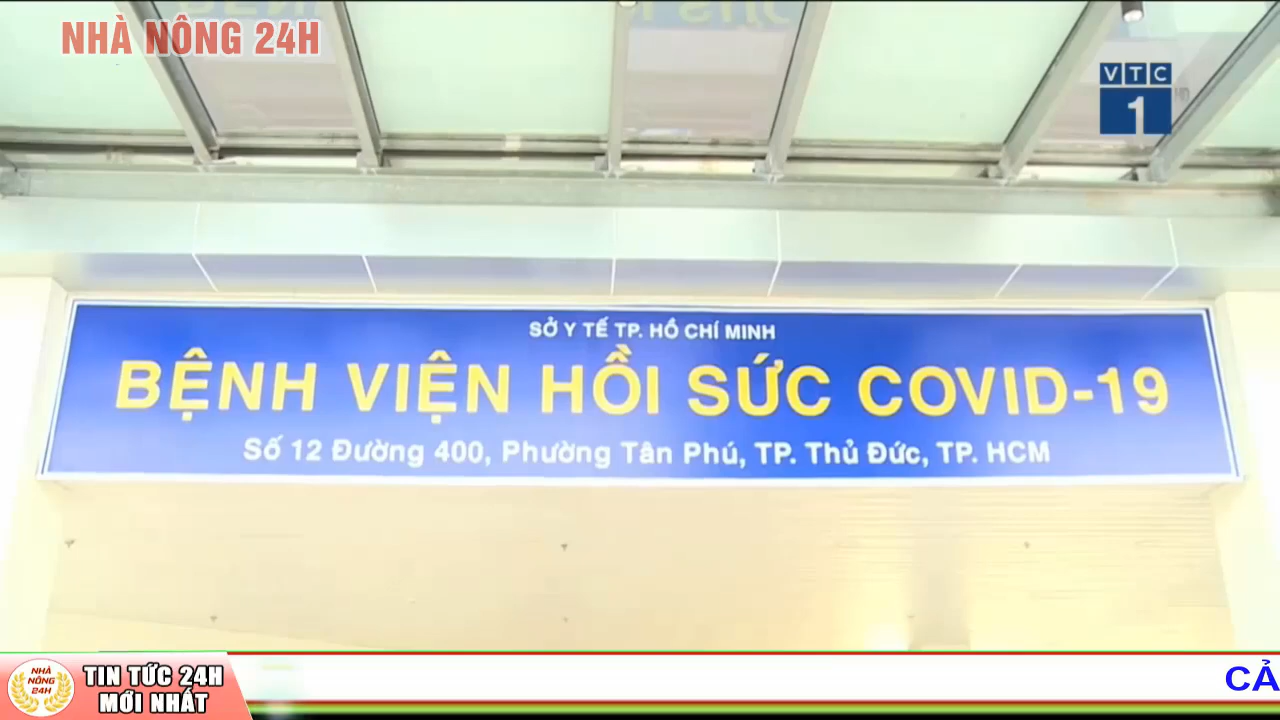 NHÀ NÔNG 24H
VTC
1
SỞ Y TẾ TP. HỒ CHÍ MINH
BỆNH VIỆN HỒI SỨC COVID-19
Số 12 Đường 400, Phường Tân Phú, TP. Thủ Đức, TP. HCM
NHÀ
NÔNG
24H
TIN TỨC 24H
MỚI NHẤT
CẢ